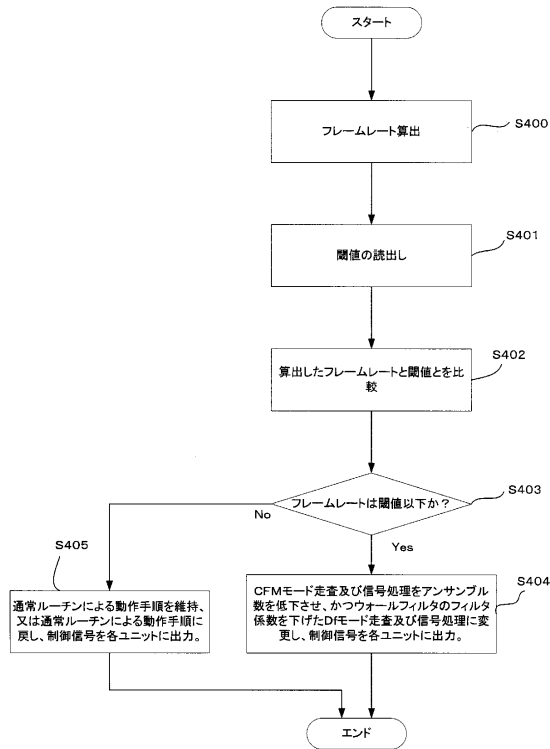 スタート
フレームレート算出
S400
閾値の読出し
S401
算出したフレームレートと閾値とを比
較
S402
フレームレートは閾値以下か？
S403
No
Yes
S405
通常ルーチンによる動作手順を維持、
又は通常ルーチンによる動作手順に
戻し、制御信号を各ユニットに出力。
CFMモード走査及び信号処理をアンサンブル
数を低下させ、かつウォールフィルタのフィルタ
係数を下げたDfモード走査及び信号処理に変
更し、制御信号を各ユニットに出力。
S404
エンド